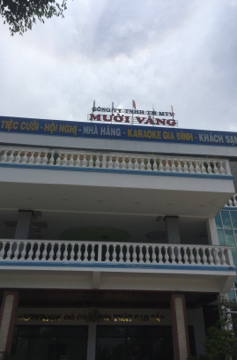 CÔNG TY TNHH TM MTV
MƯỜI VÀNG
TIỆC CƯỚI - HỘI NGHỊ - NHÀ HÀNG - KARAOKE GIA ĐÌNH - KHÁCH SẠN